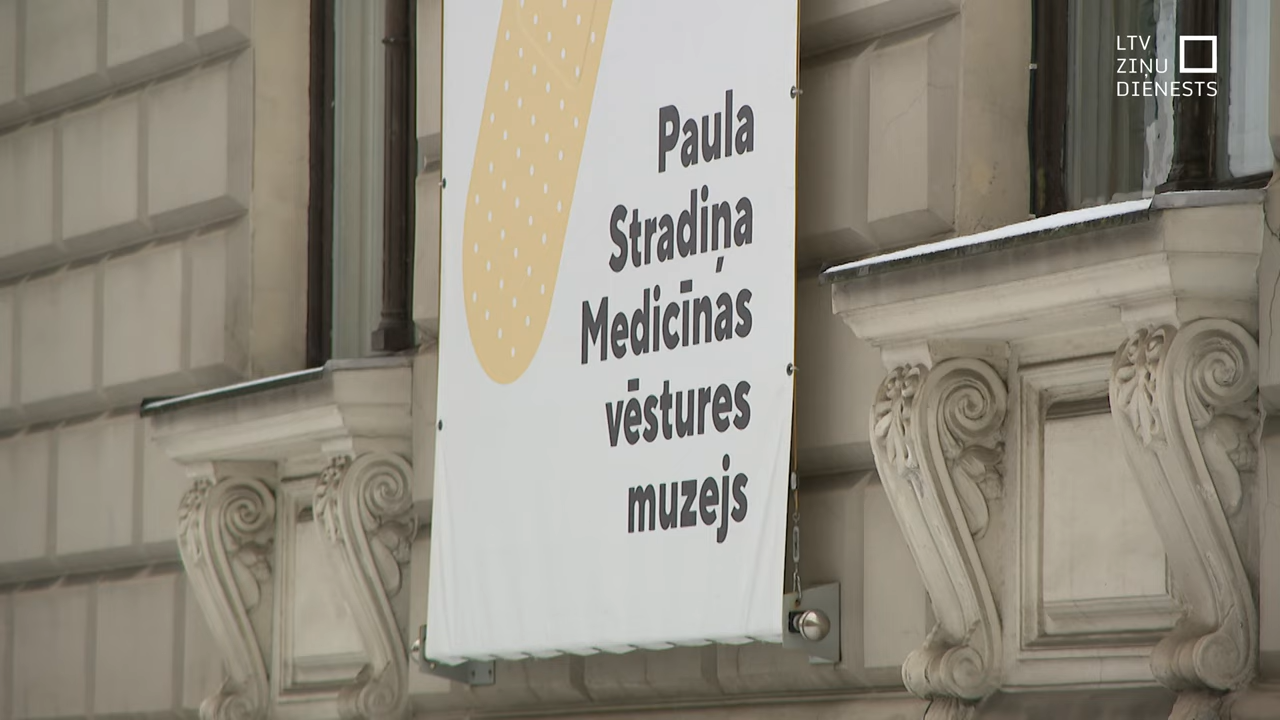 LTV
ZIŅU
DIENESTS
Paula
Stradiņa
Medicīnas
vēstures
muzejs